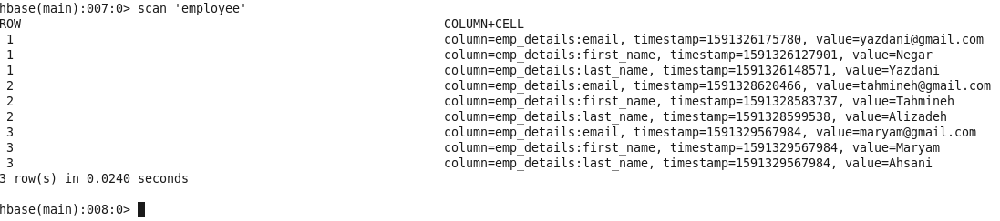 hbase(main):007:0> scan 'employee'
ROW COLUMN+CELL
1 column=emp_details:email, timestamp=1591326175780, value=yazdani@gmail.com
1 column=emp_details:first_name, timestamp=1591326127901, value=Negar
1 column=emp_details:last_name, timestamp=1591326148571, value=Yazdani
2 column=emp_details:email, timestamp=1591328620466, value=tahmineh@gmail.com
2 column=emp_details:first_name, timestamp=1591328583737, value=Tahmineh
2 column=emp_details:last_name, timestamp=1591328599538, value=Alizadeh
3 column=emp_details:email, timestamp=1591329567984, value=maryam@gmail.com
3 column=emp_details:first_name, timestamp=1591329567984, value=Maryam
3 column=emp_details:last_name, timestamp=1591329567984, value=Ahsani
3 row(s) in 0.0240 seconds
hbase(main):008:0>